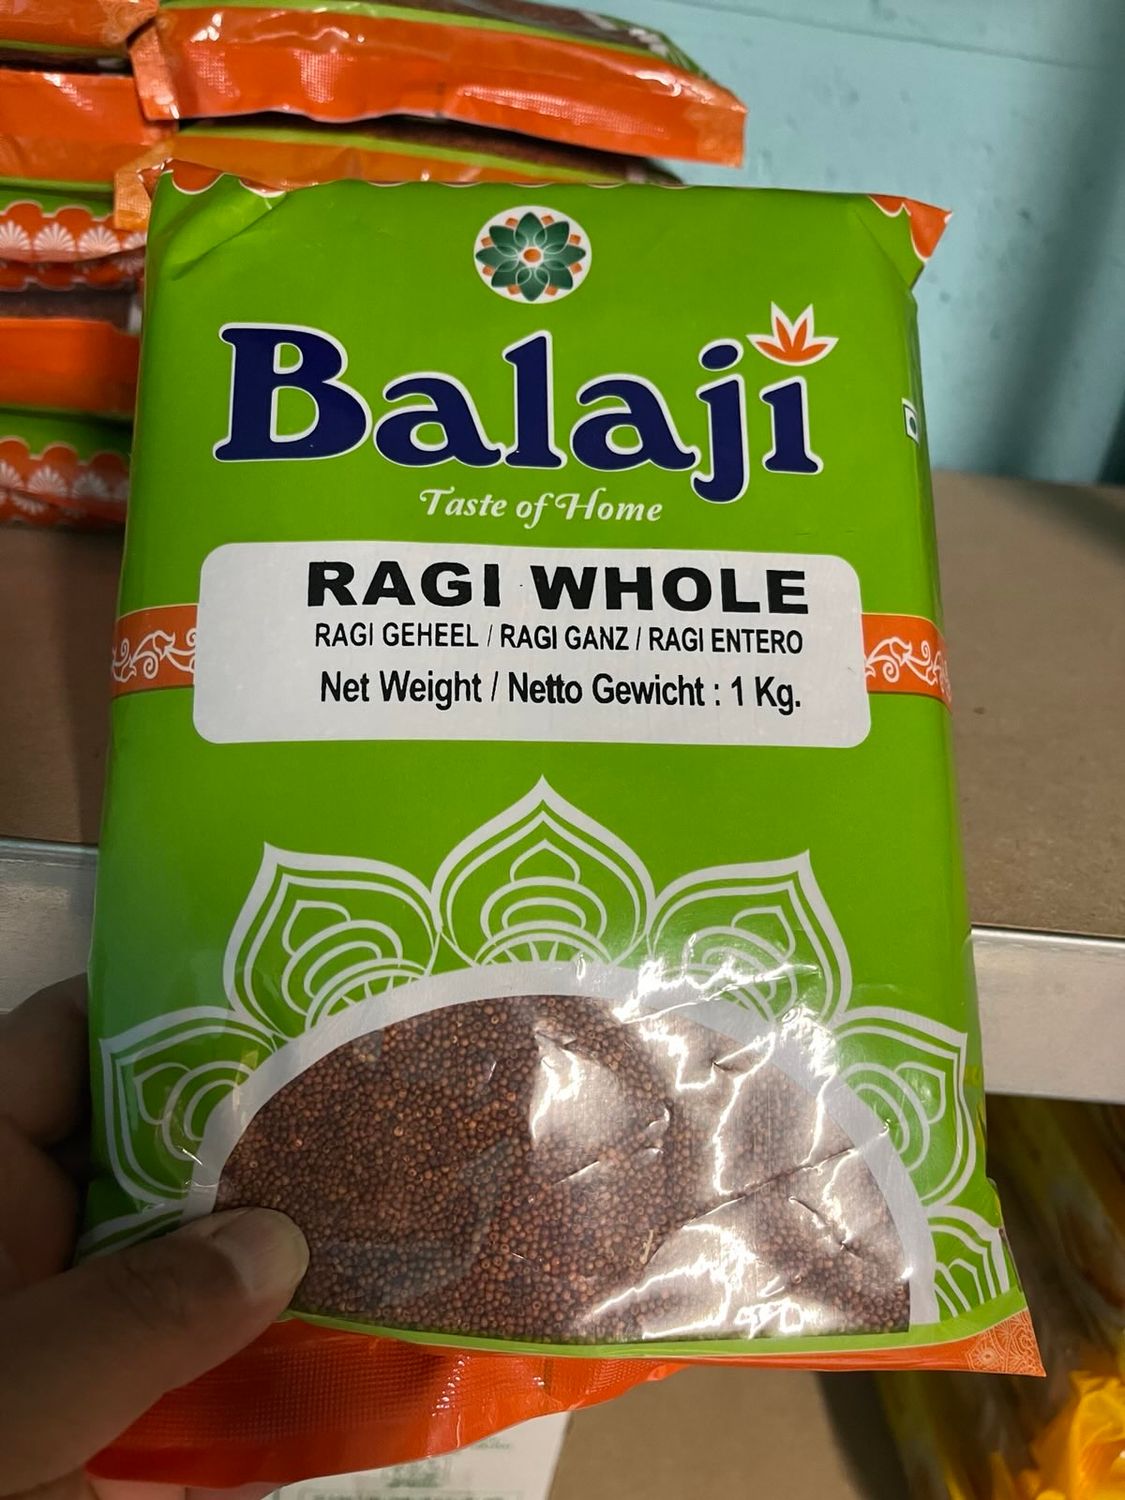 Balaji
Taste of Home
RAGI WHOLE
RAGI GEHEEL / RAGI GANZ / RAGI ENTERO
Net Weight / Netto Gewicht : 1 Kg.